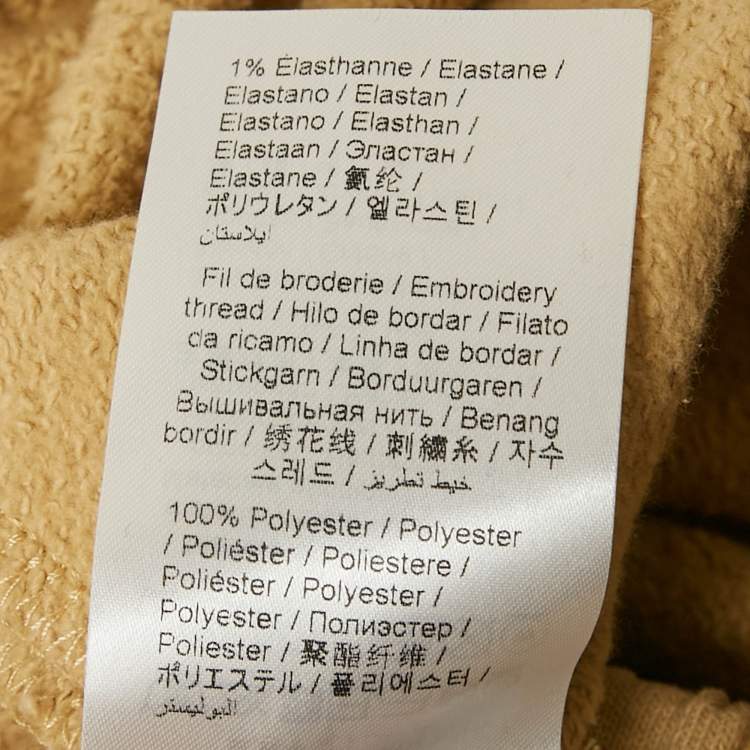 1% Élasthanne / Elastane /
Elastano / Elastan /
Elastano / Elasthan /
Elastaan / Эластан /
Elastane / 氨纶 /
ポリウレタン / 엘라스틴 /
ايلاستان
Fil de broderie / Embroidery
thread / Hilo de bordar / Filato
da ricamo / Linha de bordar /
Stickgarn / Borduurgaren /
Вышивальная нить / Benang
bordir / 绣花线 / 刺繍糸 / 자수
스레드 / خيط تطريز
100% Polyester / Polyester
/ Poliéster / Poliestere /
Poliéster / Polyester /
Polyester / Полиэстер /
Poliester / 聚酯纤维 /
ポリエステル / 폴리에스터 /
البوليستر